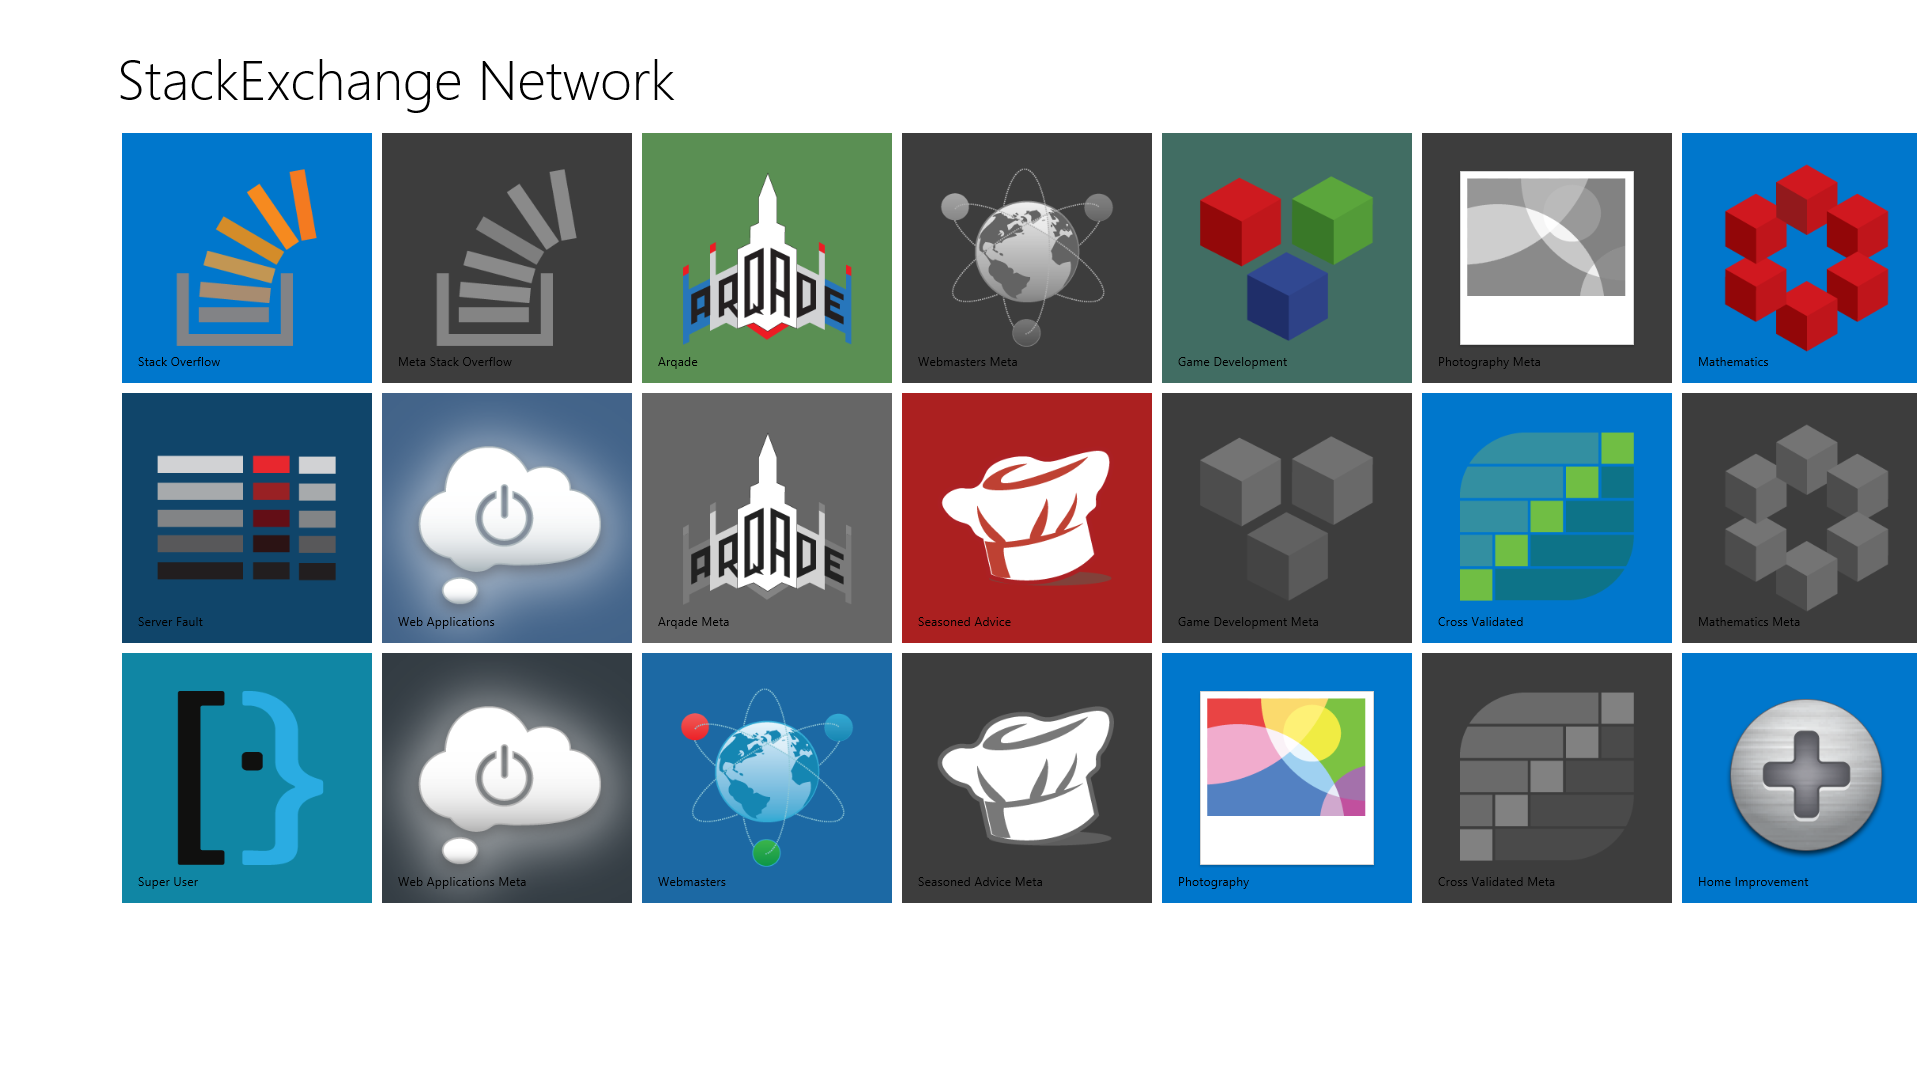 StackExchange Network
Stack Overflow
Meta Stack Overflow
ARQADE
Arqade
Webmasters Meta
Game Development
Photography Meta
Mathematics
Server Fault
Web Applications
ARQADE
Arqade Meta
Seasoned Advice
Game Development Meta
Cross Validated
Mathematics Meta
Super User
Web Applications Meta
Webmasters
Seasoned Advice Meta
Photography
Cross Validated Meta
Home Improvement